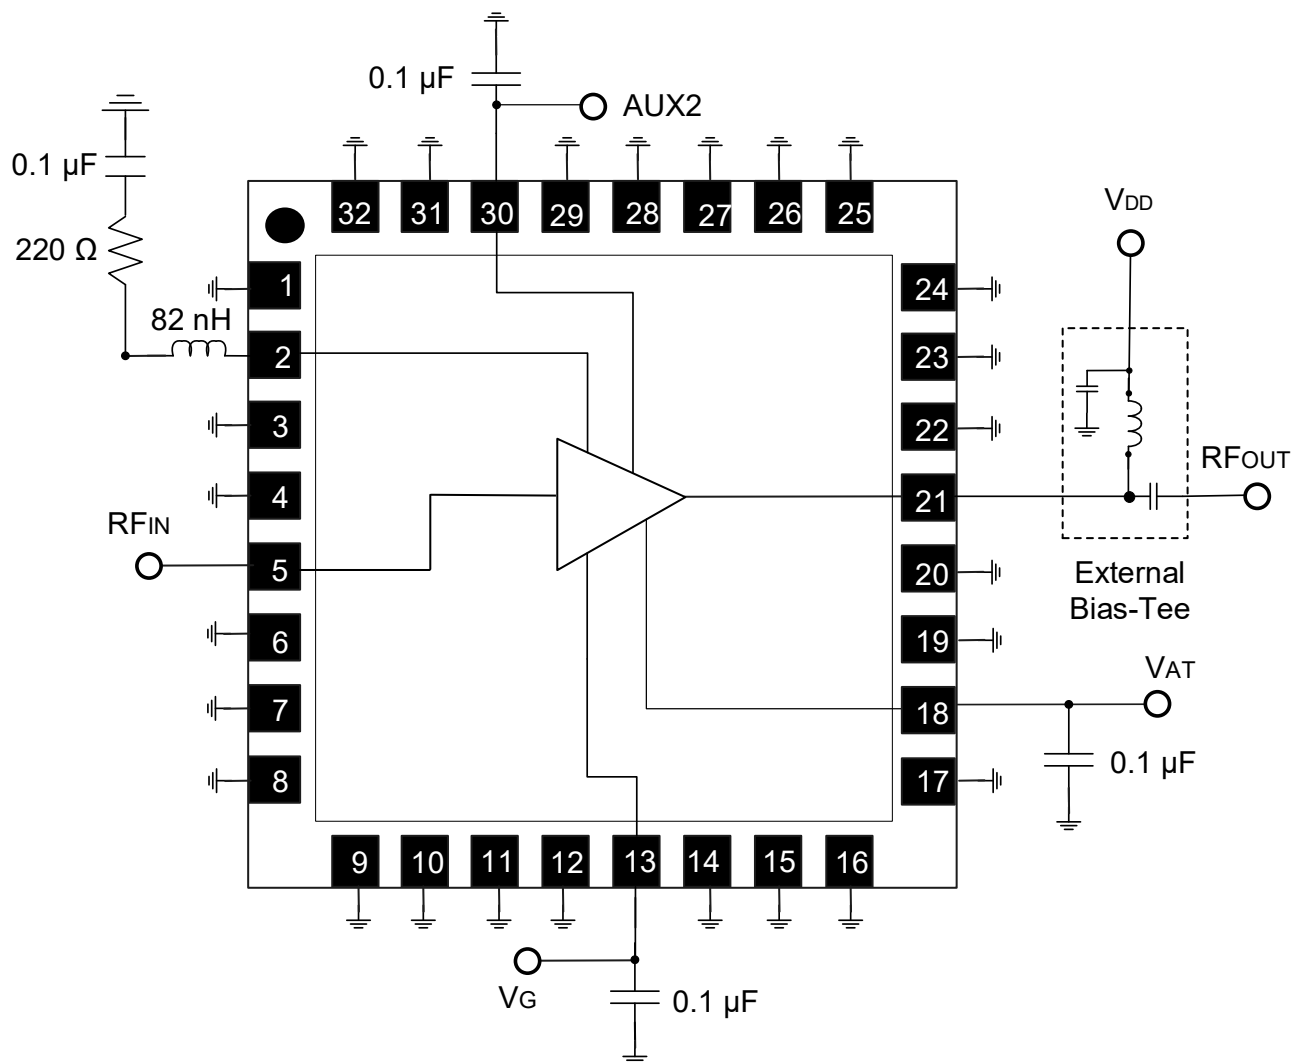 0.1 µF
AUX2
0.1 µF
220 Ω
82 nH
32 31 30 29 28 27 26 25
1
2
3
4
5
6
7
8
RFIN
24
23
22
21
20
19
18
17
VDD
RFOUT
External
Bias-Tee
VAT
0.1 µF
9 10 11 12 13 14 15 16
VG
0.1 µF